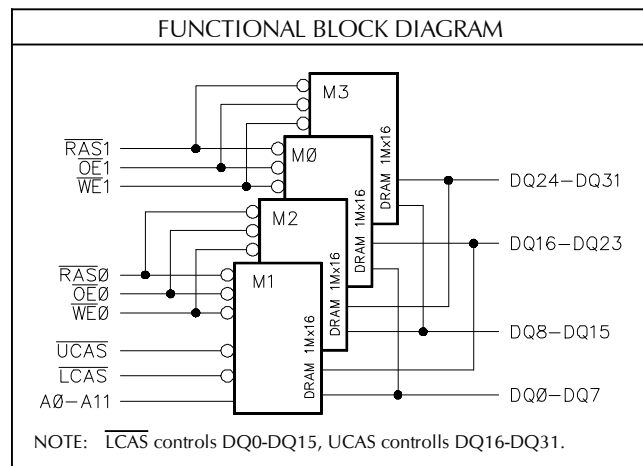 FUNCTIONAL BLOCK DIAGRAM
M3
DRAM 1Mx16
RAS1
OE1
WE1
MØ
DRAM 1Mx16
DQ24-DQ31
M2
DRAM 1Mx16
DQ16-DQ23
RASØ
OEØ
WEØ
M1
DRAM 1Mx16
DQ8-DQ15
UCAS
LCAS
AØ-A11
DQØ-DQ7
NOTE: LCAS controls DQ0-DQ15, UCAS controlls DQ16-DQ31.